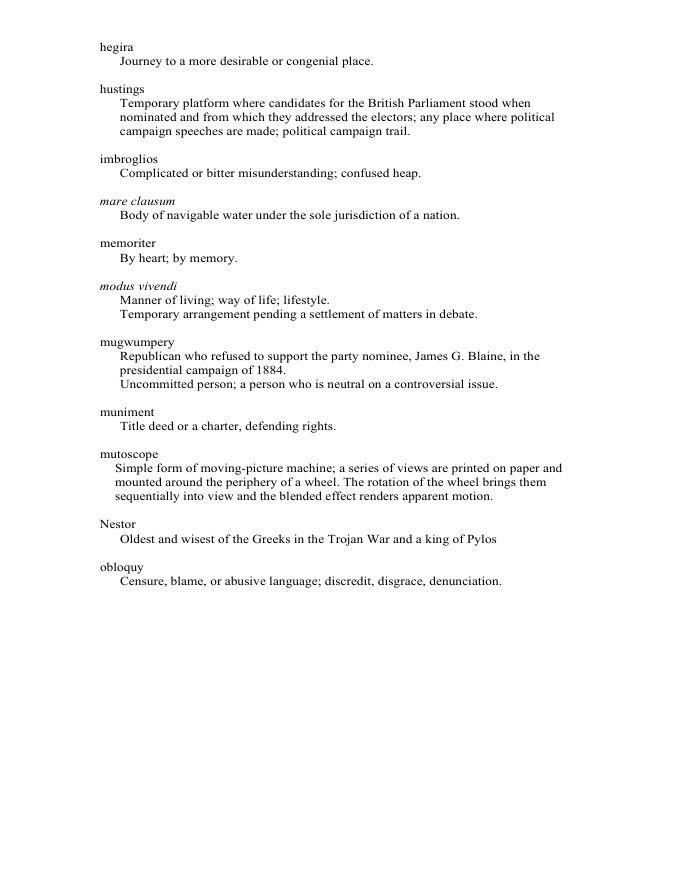 hegira
Journey to a more desirable or congenial place.
hustings
Temporary platform where candidates for the British Parliament stood when
nominated and from which they addressed the electors; any place where political
campaign speeches are made; political campaign trail.
imbroglios
Complicated or bitter misunderstanding; confused heap.
mare clausum
Body of navigable water under the sole jurisdiction of a nation.
memoriter
By heart; by memory.
modus vivendi
Manner of living; way of life; lifestyle.
Temporary arrangement pending a settlement of matters in debate.
mugwumpery
Republican who refused to support the party nominee, James G. Blaine, in the
presidential campaign of 1884.
Uncommitted person; a person who is neutral on a controversial issue.
muniment
Title deed or a charter, defending rights.
mutoscope
Simple form of moving-picture machine; a series of views are printed on paper and
mounted around the periphery of a wheel. The rotation of the wheel brings them
sequentially into view and the blended effect renders apparent motion.
Nestor
Oldest and wisest of the Greeks in the Trojan War and a king of Pylos
obloquy
Censure, blame, or abusive language; discredit, disgrace, denunciation.